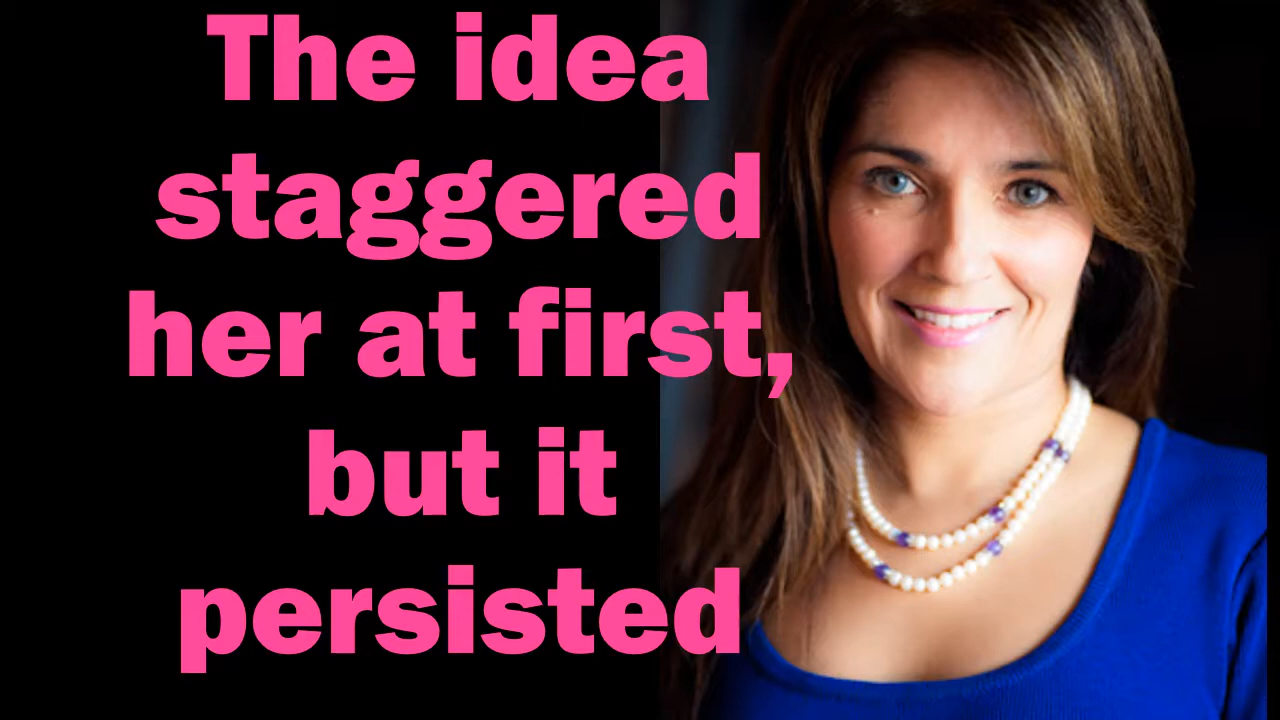 The idea
staggered
her at first,
but it
persisted